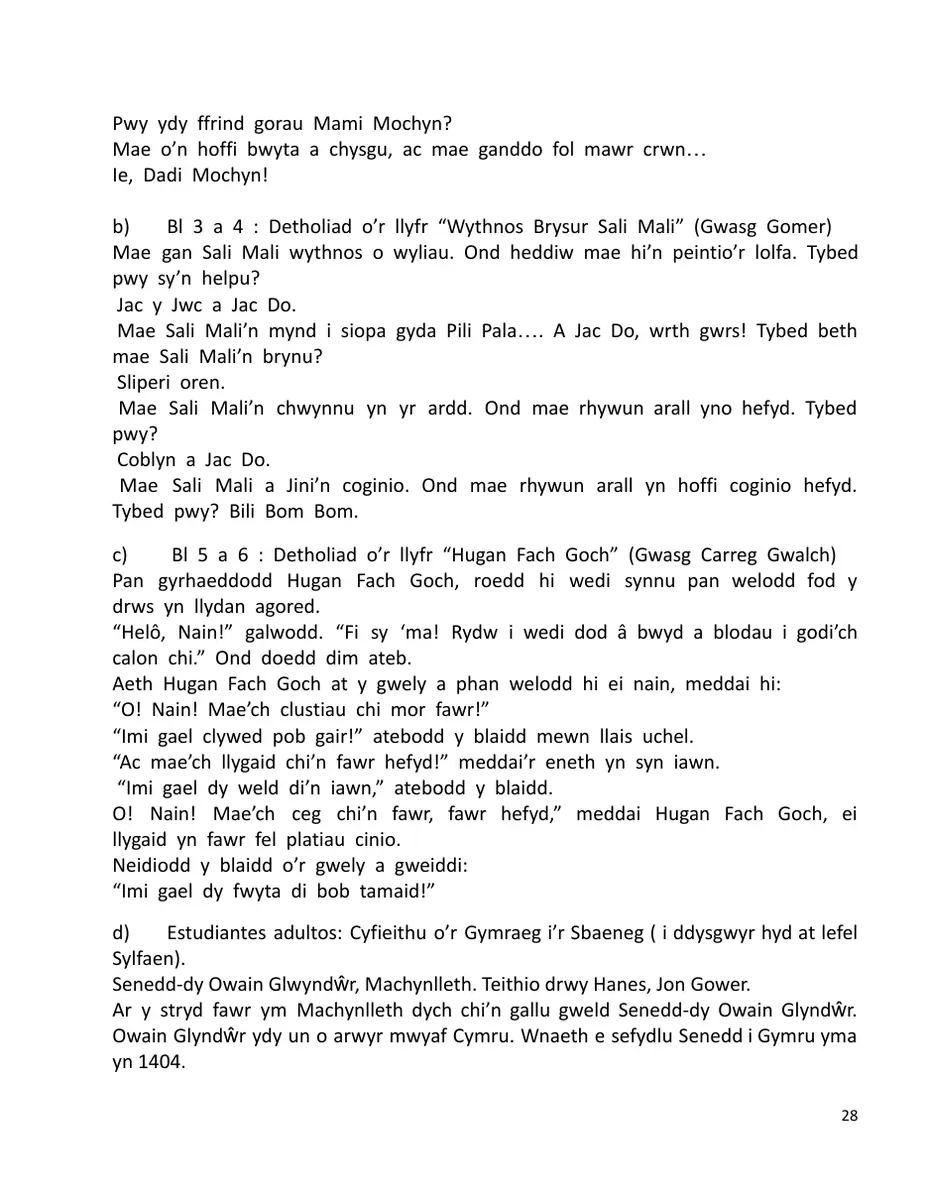 Pwy ydy ffrind gorau Mami Mochyn?
Mae o’n hoffi bwyta a chysgu, ac mae ganddo fol mawr crwn…
Ie, Dadi Mochyn!
b) Bl 3 a 4 : Detholiad o’r llyfr “Wythnos Brysur Sali Mali” (Gwasg Gomer)
Mae gan Sali Mali wythnos o wyliau. Ond heddiw mae hi’n peintio’r lolfa. Tybed
pwy sy’n helpu?
Jac y Jwc a Jac Do.
Mae Sali Mali’n mynd i siopa gyda Pili Pala…. A Jac Do, wrth gwrs! Tybed beth
mae Sali Mali’n brynu?
Sliperi oren.
Mae Sali Mali’n chwynnu yn yr ardd. Ond mae rhywun arall yno hefyd. Tybed
pwy?
Coblyn a Jac Do.
Mae Sali Mali a Jini’n coginio. Ond mae rhywun arall yn hoffi coginio hefyd.
Tybed pwy? Bili Bom Bom.
c) Bl 5 a 6 : Detholiad o’r llyfr “Hugan Fach Goch” (Gwasg Carreg Gwalch)
Pan gyrhaeddodd Hugan Fach Goch, roedd hi wedi synnu pan welodd fod y
drws yn llydan agored.
“Helô, Nain!” galwodd. “Fi sy ‘ma! Rydw i wedi dod â bwyd a blodau i godi’ch
calon chi.” Ond doedd dim ateb.
Aeth Hugan Fach Goch at y gwely a phan welodd hi ei nain, meddai hi:
“O! Nain! Mae’ch clustiau chi mor fawr!”
“Imi gael clywed pob gair!” atebodd y blaidd mewn llais uchel.
“Ac mae’ch llygaid chi’n fawr hefyd!” meddai’r eneth yn syn iawn.
“Imi gael dy weld di’n iawn,” atebodd y blaidd.
O! Nain! Mae’ch ceg chi’n fawr, fawr hefyd,” meddai Hugan Fach Goch, ei
llygaid yn fawr fel platiau cinio.
Neidiodd y blaidd o’r gwely a gweiddi:
“Imi gael dy fwyta di bob tamaid!”
d) Estudiantes adultos: Cyfieithu o’r Gymraeg i’r Sbaeneg ( i ddysgwyr hyd at lefel
Sylfaen).
Senedd-dy Owain Glwyndŵr, Machynlleth. Teithio drwy Hanes, Jon Gower.
Ar y stryd fawr ym Machynlleth dych chi’n gallu gweld Senedd-dy Owain Glyndŵr.
Owain Glyndŵr ydy un o arwyr mwyaf Cymru. Wnaeth e sefydlu Senedd i Gymru yma
yn 1404.
28